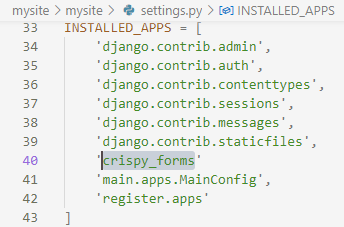 mysite > mysite > settings.py > INSTALLED_APPS
33 INSTALLED_APPS = [
34 'django.contrib.admin',
35 'django.contrib.auth',
36 'django.contrib.contenttypes',
37 'django.contrib.sessions',
38 'django.contrib.messages',
39 'django.contrib.staticfiles',
40 'crispy_forms'
41 'main.apps.MainConfig',
42 'register.apps'
43 ]